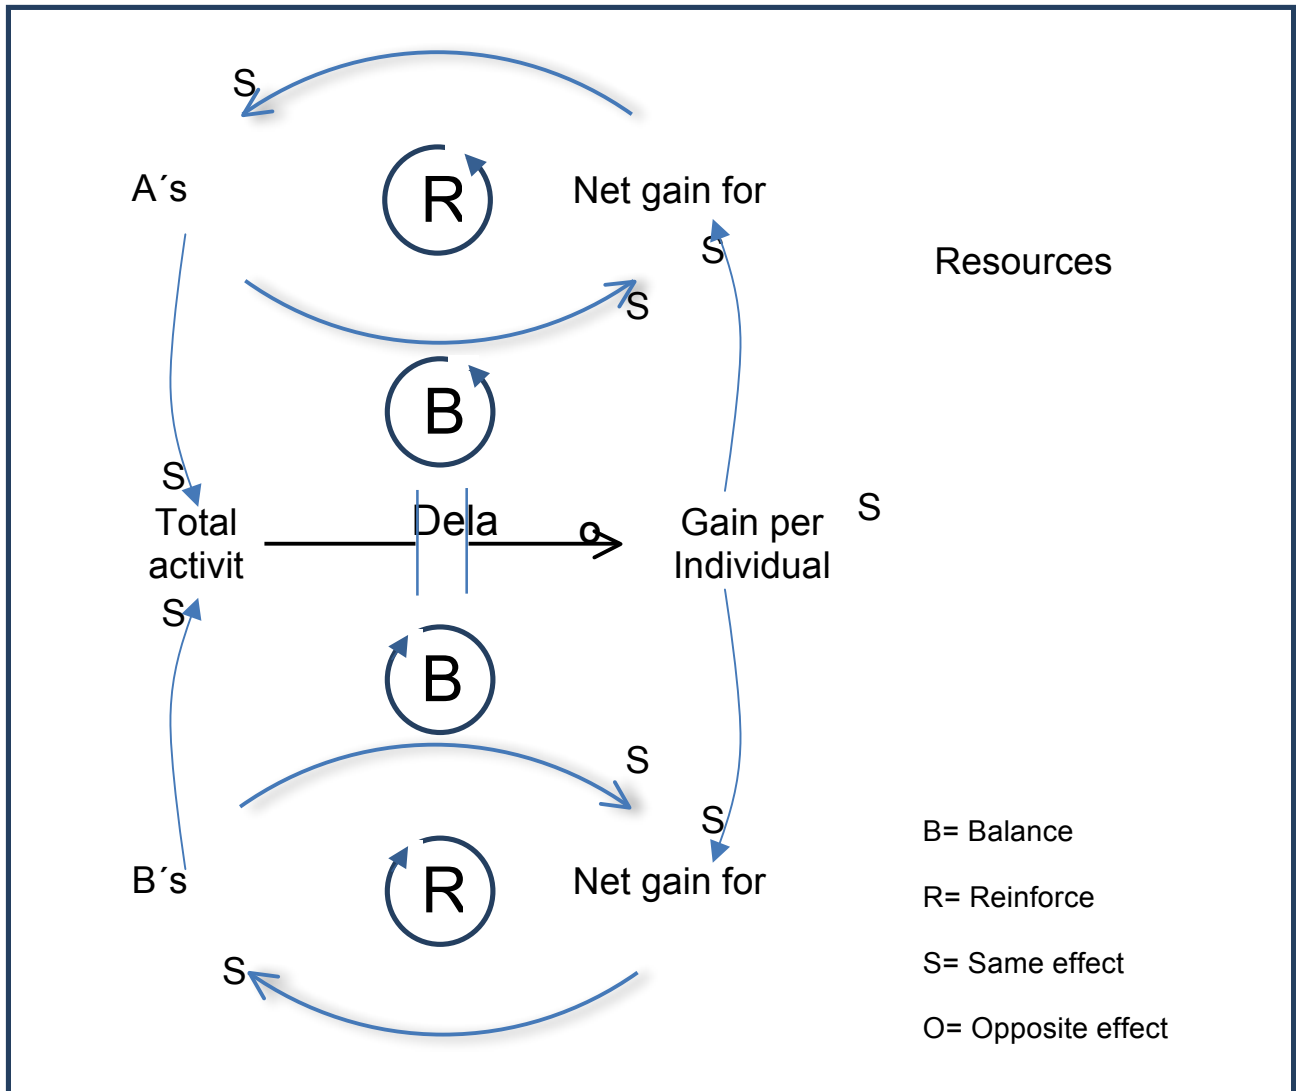 S
A´s
R
Net gain for
S
Resources
S
B
S
Total
activit
Dela
o
Gain per
Individual
S
S
B
S
S
B´s
R
Net gain for
S
B= Balance
R= Reinforce
S= Same effect
O= Opposite effect